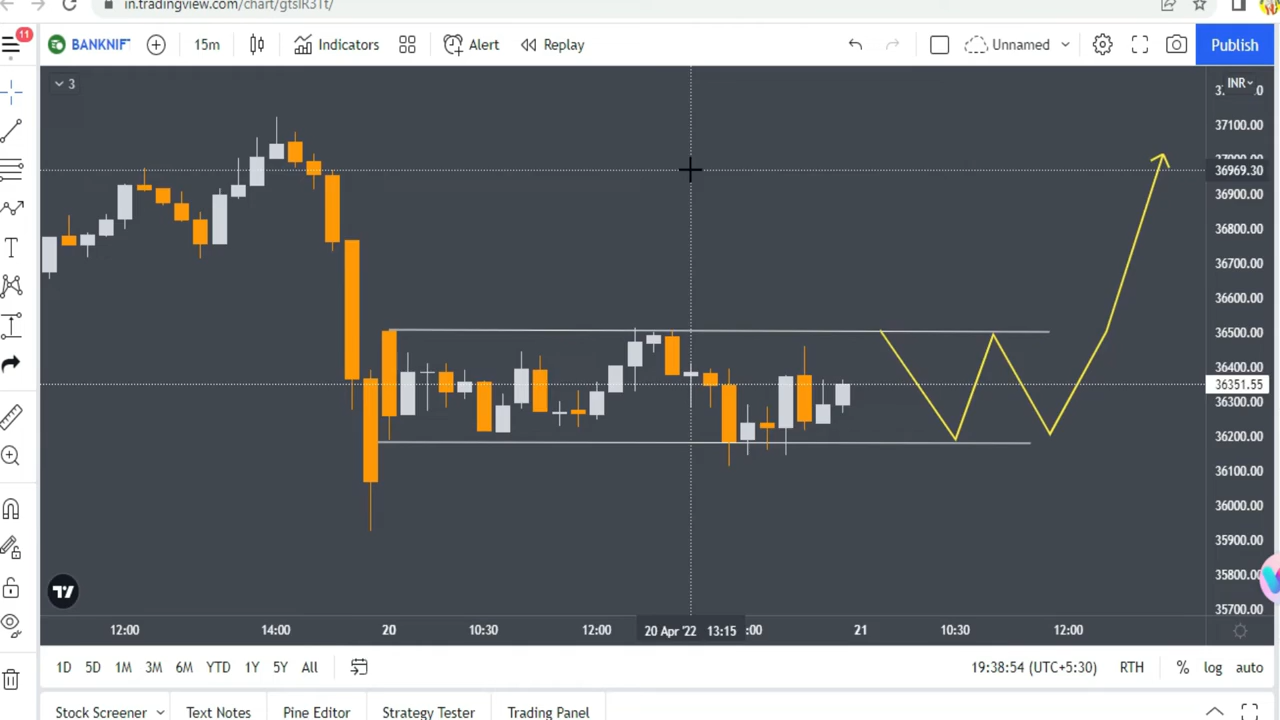 in.tradingview.com/chart/gtsIR31t/
11
BANKNIF
15m
Indicators
Alert
Replay
Unnamed
Publish
3
INR
37100.00
36969.30
36900.00
36800.00
36700.00
36600.00
36500.00
36400.00
36351.55
36300.00
36200.00
36100.00
36000.00
35900.00
35800.00
35700.00
12:00
14:00
20
10:30
12:00
20 Apr '22 13:15
:00
21
10:30
12:00
1D 5D 1M 3M 6M YTD 1Y 5Y All
19:38:54 (UTC+5:30)
RTH
%
log
auto
Stock Screener
Text Notes
Pine Editor
Strategy Tester
Trading Panel